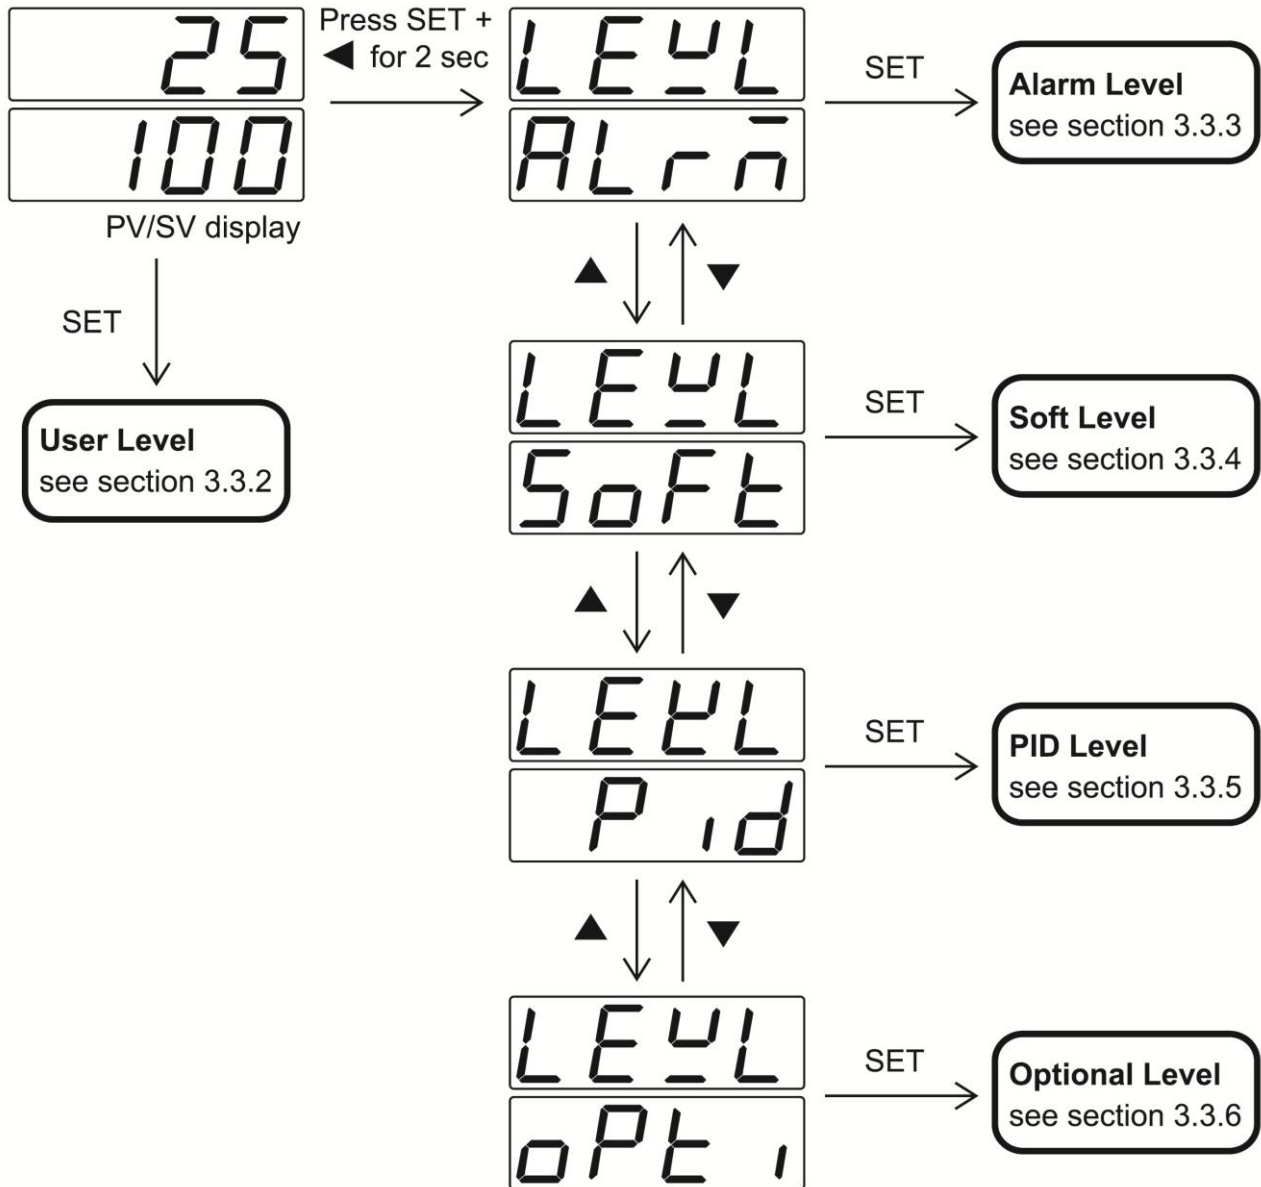 25
Press SET +
◀ for 2 sec
LEVL
SET
Alarm Level
see section 3.3.3
100
ALrm
PV/SV display
▲
▼
SET
User Level
see section 3.3.2
LEVL
SET
Soft Level
see section 3.3.4
SoFt
▲
▼
LEVL
SET
PID Level
see section 3.3.5
Pid
▲
▼
LEVL
SET
Optional Level
see section 3.3.6
oPti